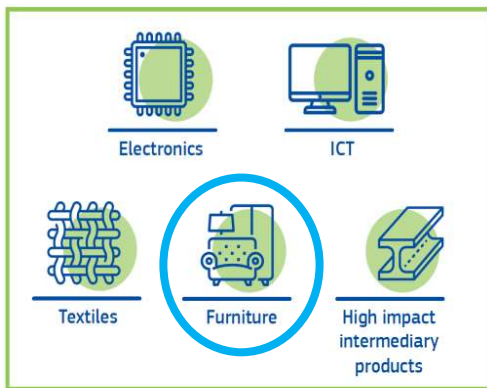 Electronics
ICT
Textiles
Furniture
High impact
intermediary
products